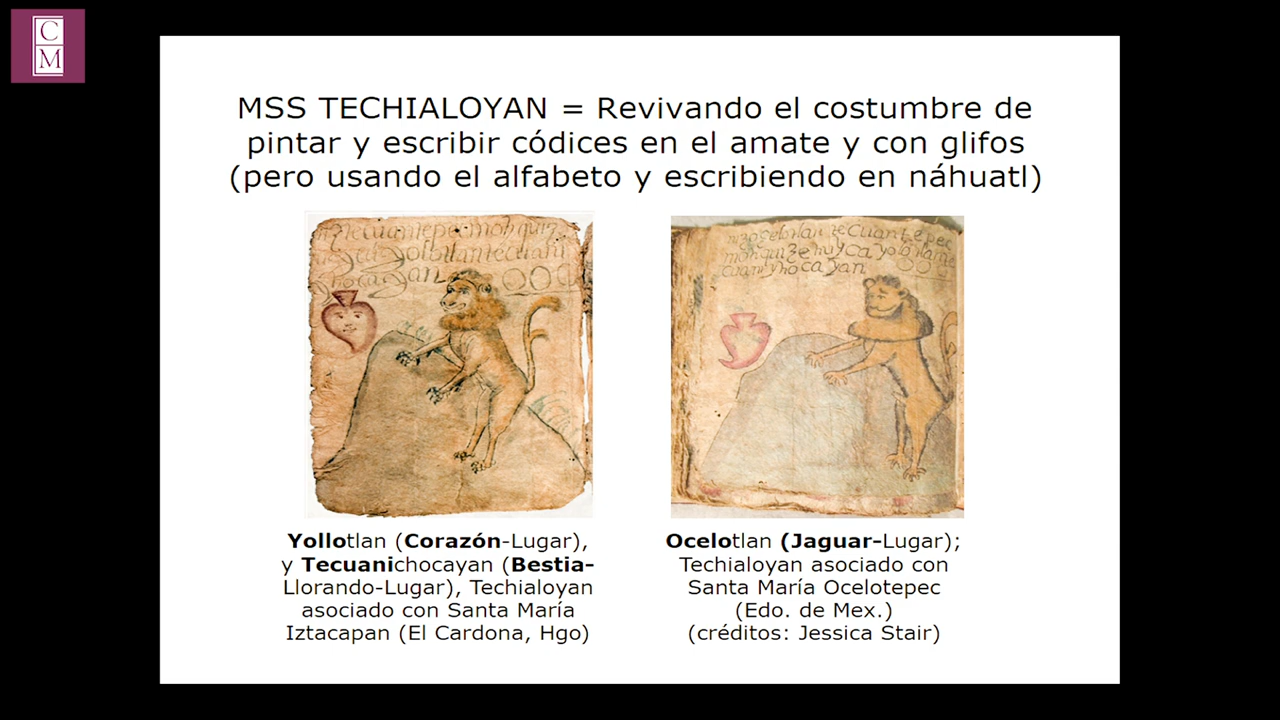 C
M
MSS TECHIALOYAN = Revivando el costumbre de
pintar y escribir códices en el amate y con glifos
(pero usando el alfabeto y escribiendo en náhuatl)
Yollotlan (Corazón-Lugar),
y Tecuanichocayan (Bestia-
Llorando-Lugar), Techialoyan
asociado con Santa María
Iztacapan (El Cardona, Hgo)
Ocelotlan (Jaguar-Lugar);
Techialoyan asociado con
Santa María Ocelotepec
(Edo. de Mex.)
(créditos: Jessica Stair)